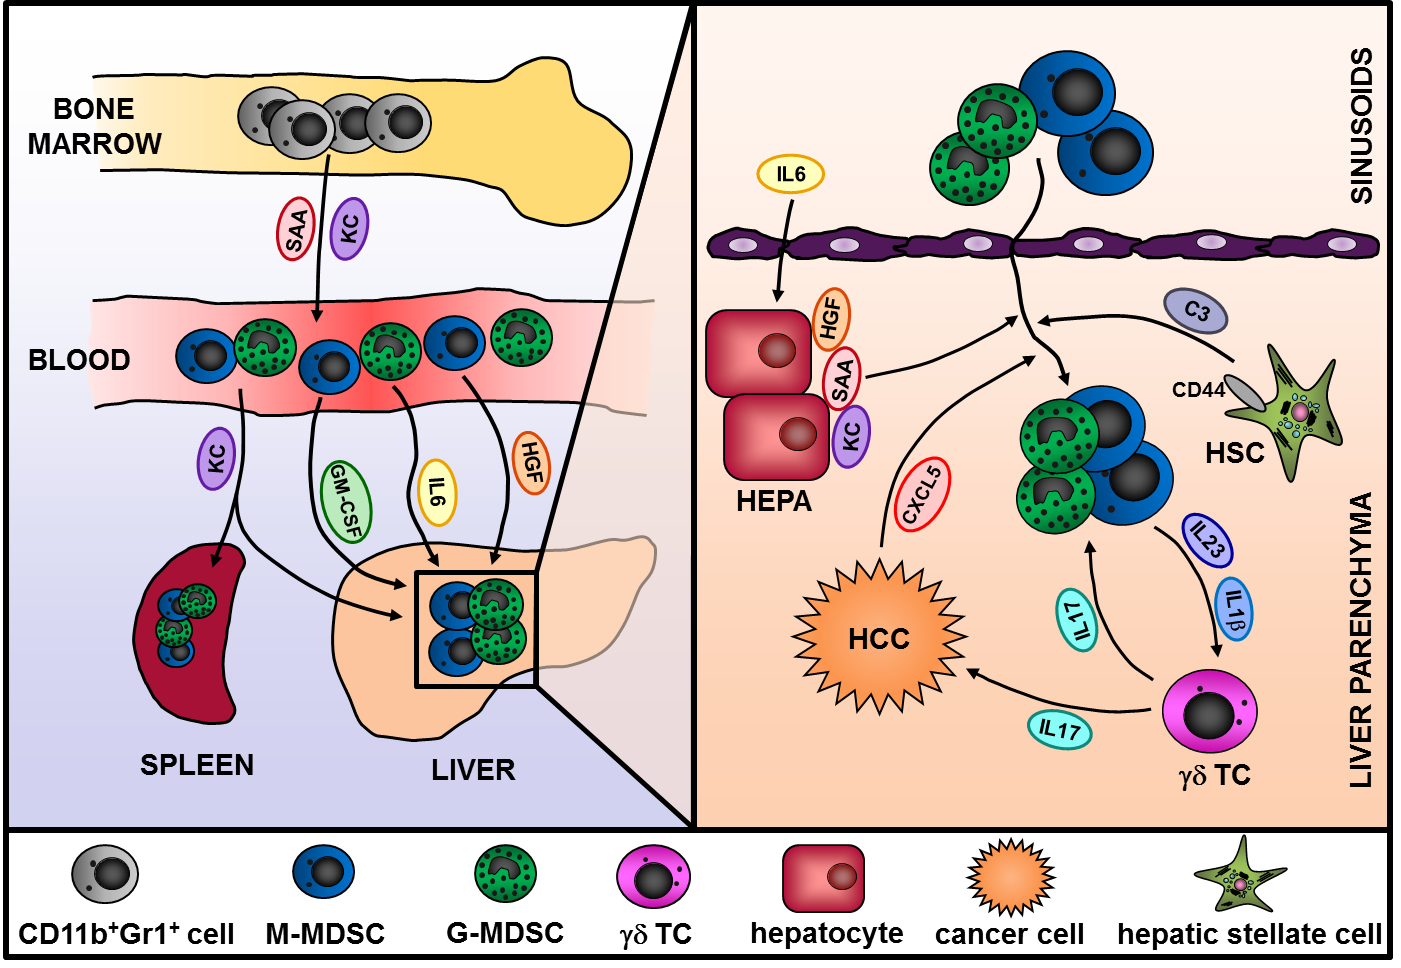 BONE
MARROW
SAA
KC
BLOOD
KC
GM-CSF
IL6
HGF
SPLEEN
LIVER
SINUSOIDS
IL6
HGF
SAA
KC
HEPA
C3
CD44
HSC
CXCL5
IL23
IL1β
IL17
HCC
IL17
γδ TC
LIVER PARENCHYMA
CD11b⁺Gr1⁺ cell
M-MDSC
G-MDSC
γδ TC
hepatocyte
cancer cell
hepatic stellate cell